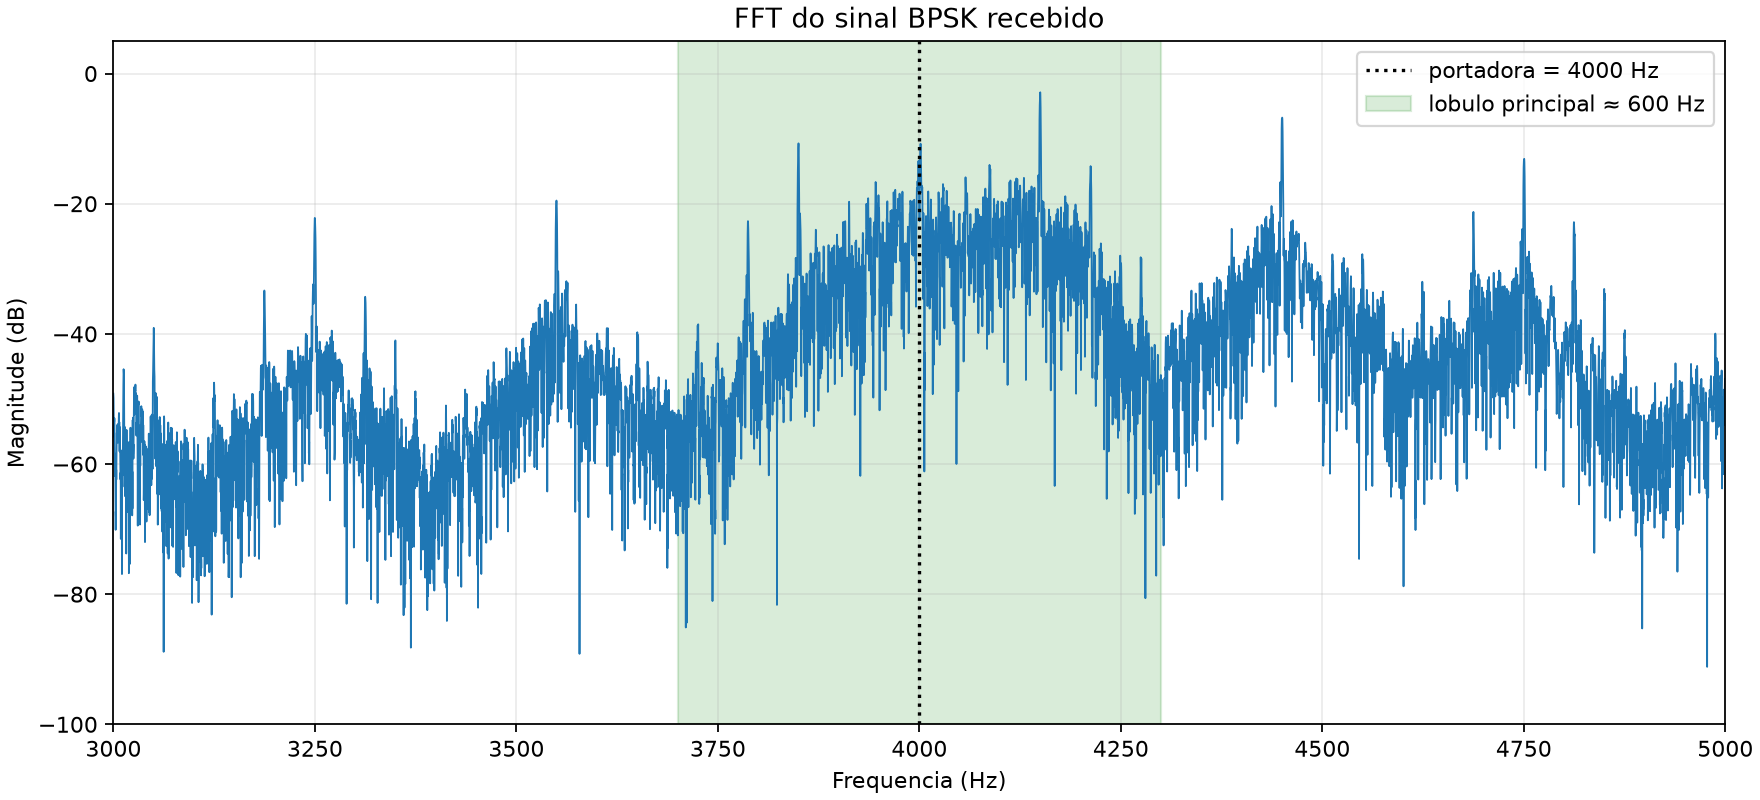 FFT do sinal BPSK recebido
portadora = 4000 Hz
lobulo principal ≈ 600 Hz
Magnitude (dB)
0
−20
−40
−60
−80
−100
3000 3250 3500 3750 4000 4250 4500 4750 5000
Frequencia (Hz)